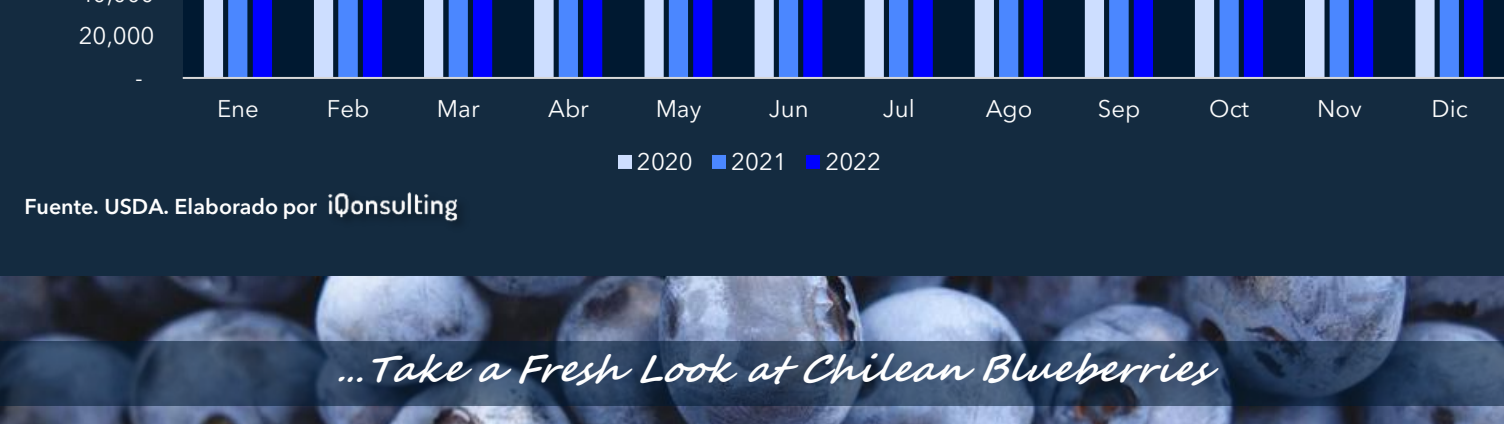 20,000
-
Ene Feb Mar Abr May Jun Jul Ago Sep Oct Nov Dic
2020 2021 2022
Fuente. USDA. Elaborado por iQonsulting
...Take a Fresh Look at Chilean Blueberries